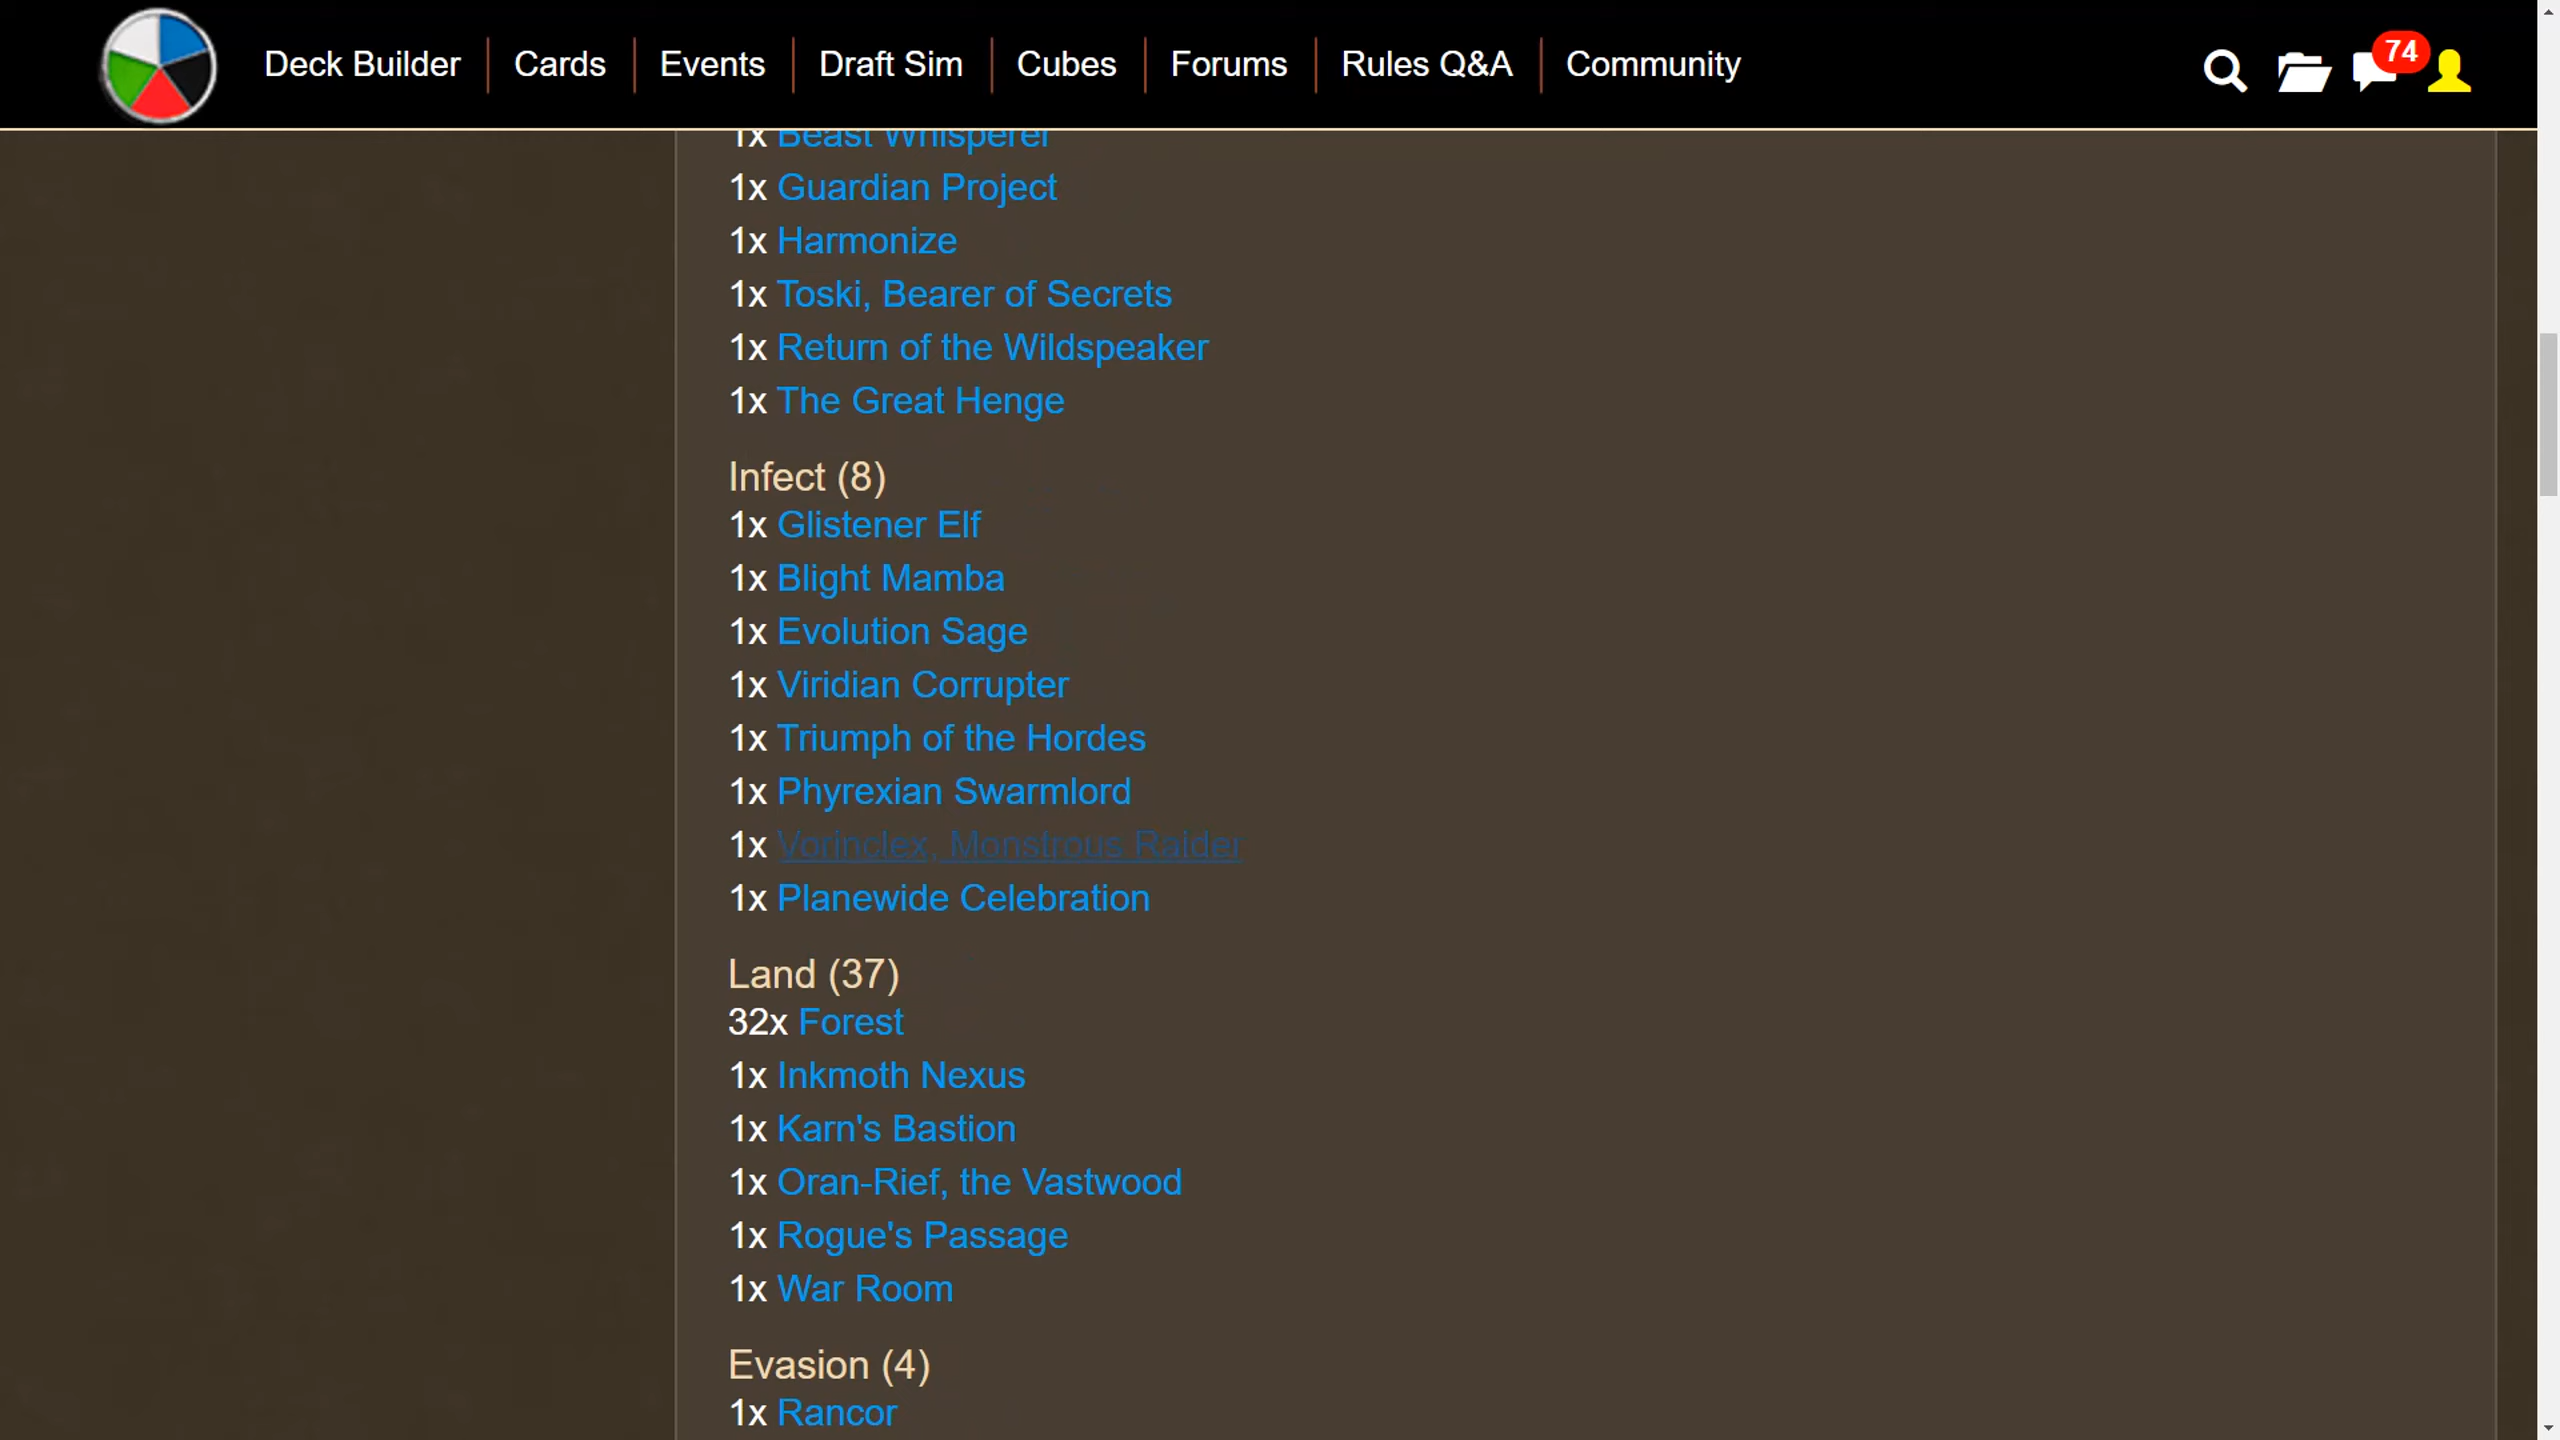 Deck Builder Cards Events Draft Sim Cubes Forums Rules Q&A Community 74
1x Beast Whisperer
1x Guardian Project
1x Harmonize
1x Toski, Bearer of Secrets
1x Return of the Wildspeaker
1x The Great Henge
Infect (8)
1x Glistener Elf
1x Blight Mamba
1x Evolution Sage
1x Viridian Corrupter
1x Triumph of the Hordes
1x Phyrexian Swarmlord
1x Vorinclex, Monstrous Raider
1x Planewide Celebration
Land (37)
32x Forest
1x Inkmoth Nexus
1x Karn's Bastion
1x Oran-Rief, the Vastwood
1x Rogue's Passage
1x War Room
Evasion (4)
1x Rancor